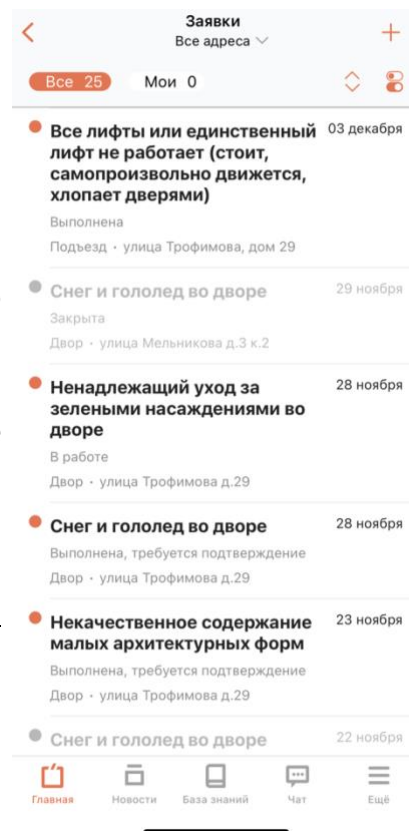 Заявки
Все адреса
Все 25 Мои 0
Все лифты или единственный 03 декабря
лифт не работает (стоит,
самопроизвольно движется,
хлопает дверями)
Выполнена
Подъезд · улица Трофимова, дом 29
Снег и гололед во дворе 29 ноября
Закрыта
Двор · улица Мельникова д.3 к.2
Ненадлежащий уход за 28 ноября
зелеными насаждениями во
дворе
В работе
Двор · улица Трофимова д.29
Снег и гололед во дворе 28 ноября
Выполнена, требуется подтверждение
Двор · улица Трофимова д.29
Некачественное содержание 23 ноября
малых архитектурных форм
Выполнена, требуется подтверждение
Двор · улица Трофимова д.29
Снег и гололед во дворе 22 ноября
Главная Новости База знаний Чат Ещё